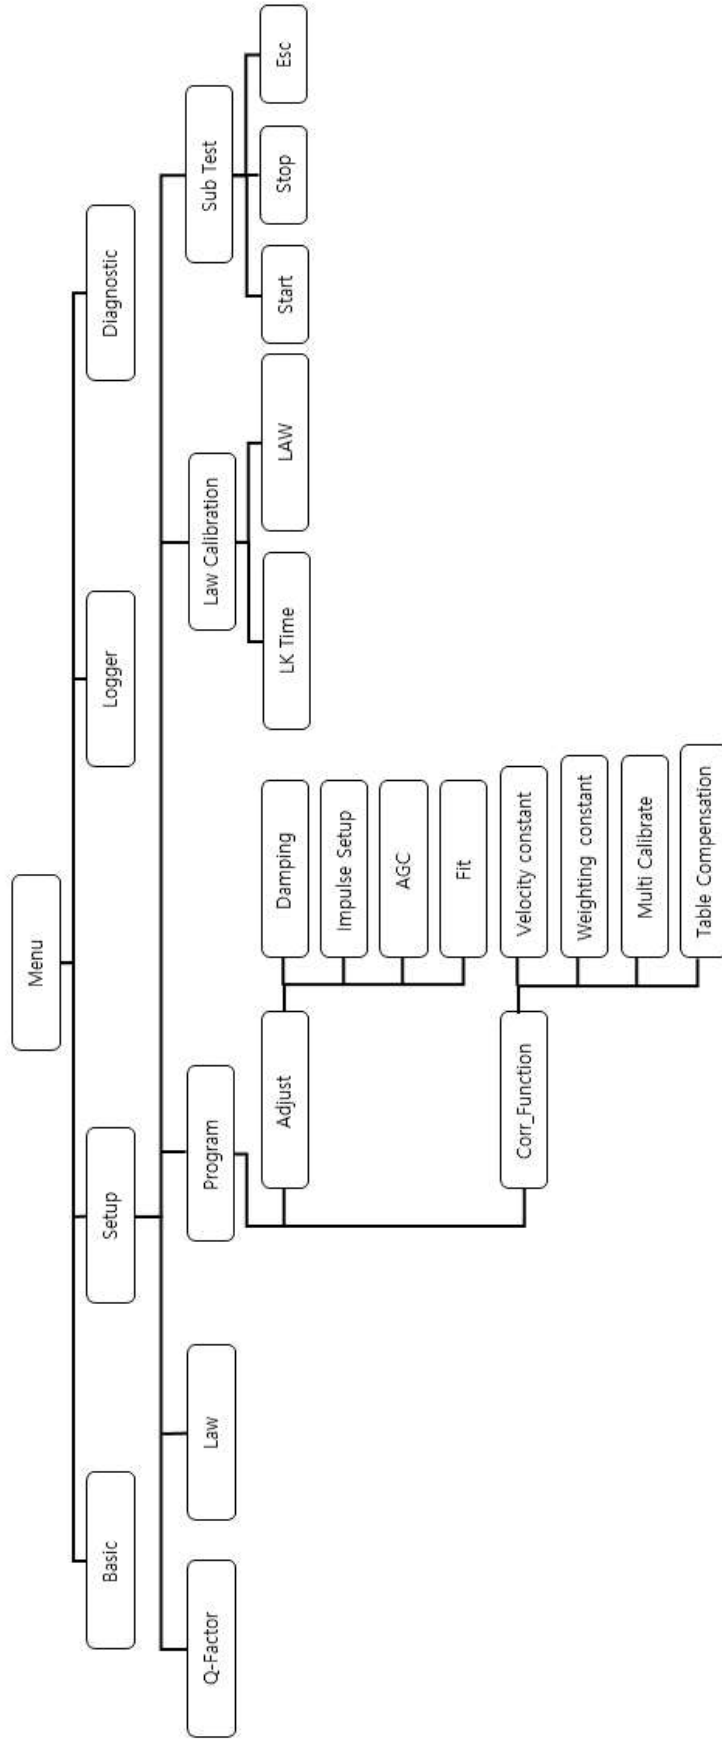 Menu
Basic
Setup
Logger
Diagnostic
Q-Factor
Law
Program
Law Calibration
Sub Test
Adjust
Damping
Impulse Setup
AGC
Fit
Corr_Function
Velocity constant
Weighting constant
Multi Calibrate
Table Compensation
LK Time
LAW
Start
Stop
Esc